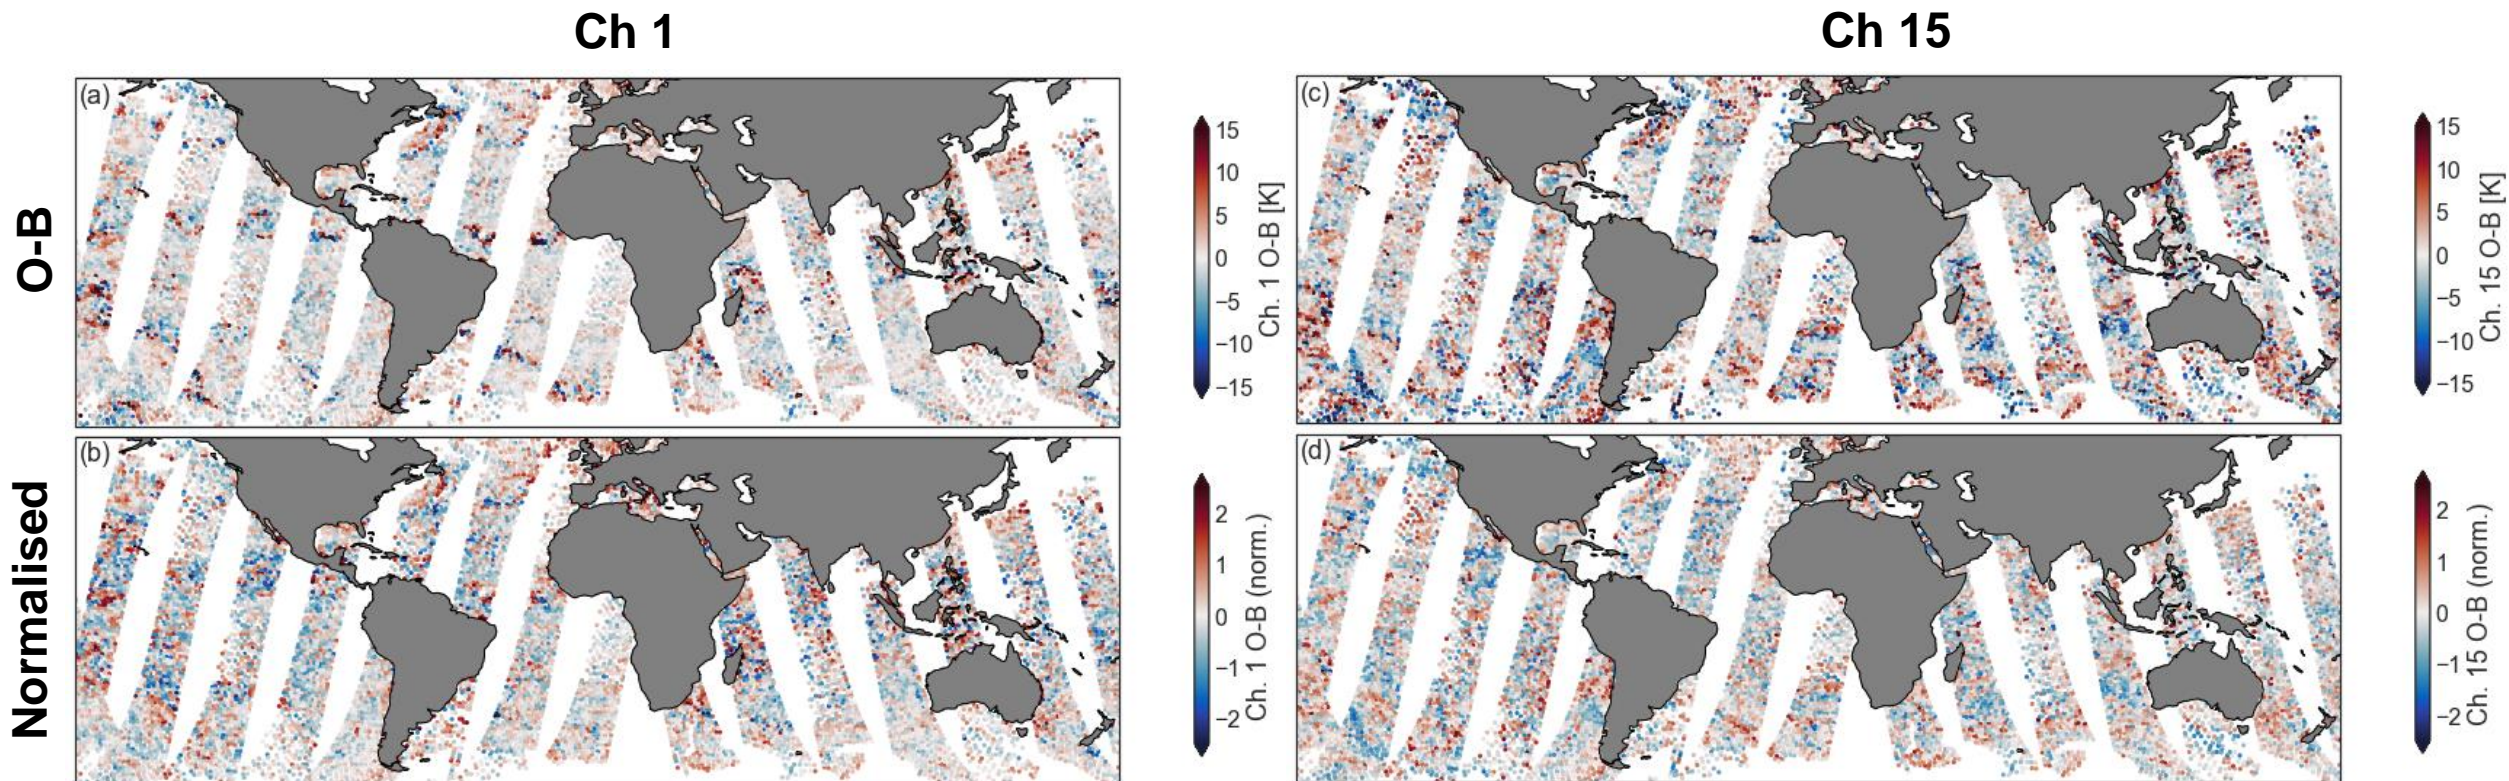 Ch 1
Ch 15
O-B
(a)
15
10
5
0
−5
−10
−15
Ch. 1 O-B [K]
(c)
15
10
5
0
−5
−10
−15
Ch. 15 O-B [K]
Normalised
(b)
2
1
0
−1
−2
Ch. 1 O-B (norm.)
(d)
2
1
0
−1
−2
Ch. 15 O-B (norm.)